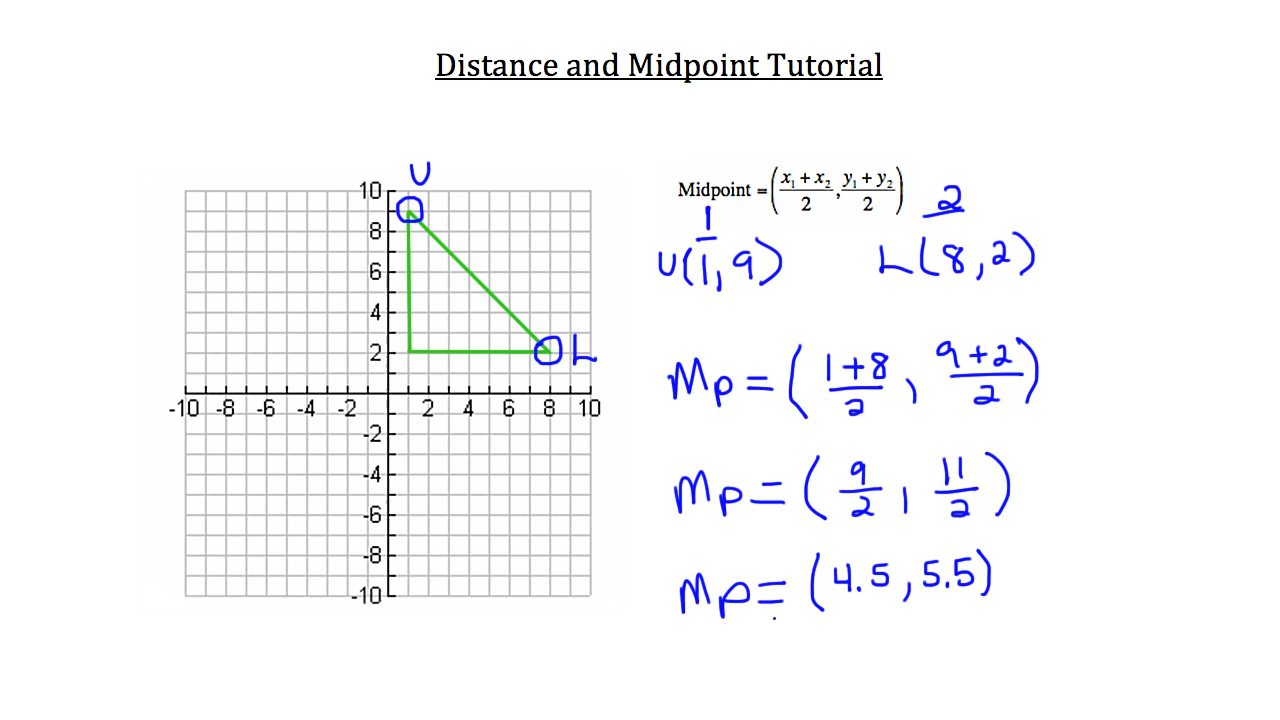 Distance and Midpoint Tutorial
U
10
8
6
4
2
L
-10 -8 -6 -4 -2 2 4 6 8 10
-2
-4
-6
-8
-10
Midpoint = (x₁ + x₂/2, y₁ + y₂/2)
1 2
U(1,9) L(8,2)
Mp = (1+8/2, 9+2/2)
Mp = (9/2, 11/2)
Mp = (4.5, 5.5)